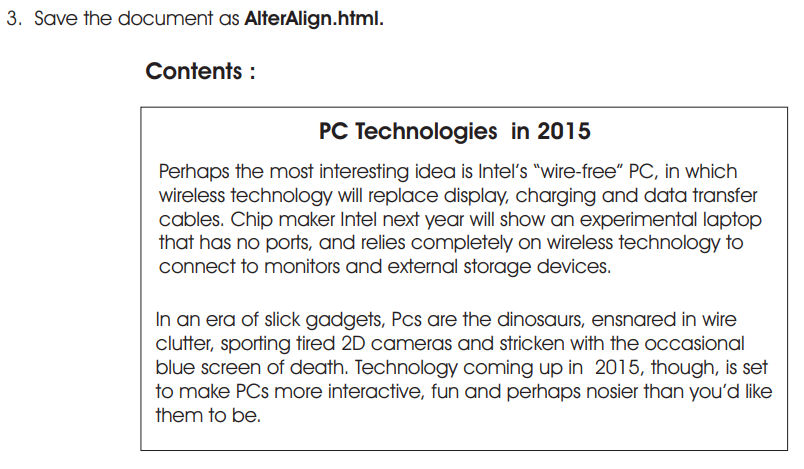 3. Save the document as AlterAlign.html.
Contents :
PC Technologies in 2015
Perhaps the most interesting idea is Intel's “wire-free” PC, in which
wireless technology will replace display, charging and data transfer
cables. Chip maker Intel next year will show an experimental laptop
that has no ports, and relies completely on wireless technology to
connect to monitors and external storage devices.
In an era of slick gadgets, Pcs are the dinosaurs, ensnared in wire
clutter, sporting tired 2D cameras and stricken with the occasional
blue screen of death. Technology coming up in 2015, though, is set
to make PCs more interactive, fun and perhaps nosier than you'd like
them to be.